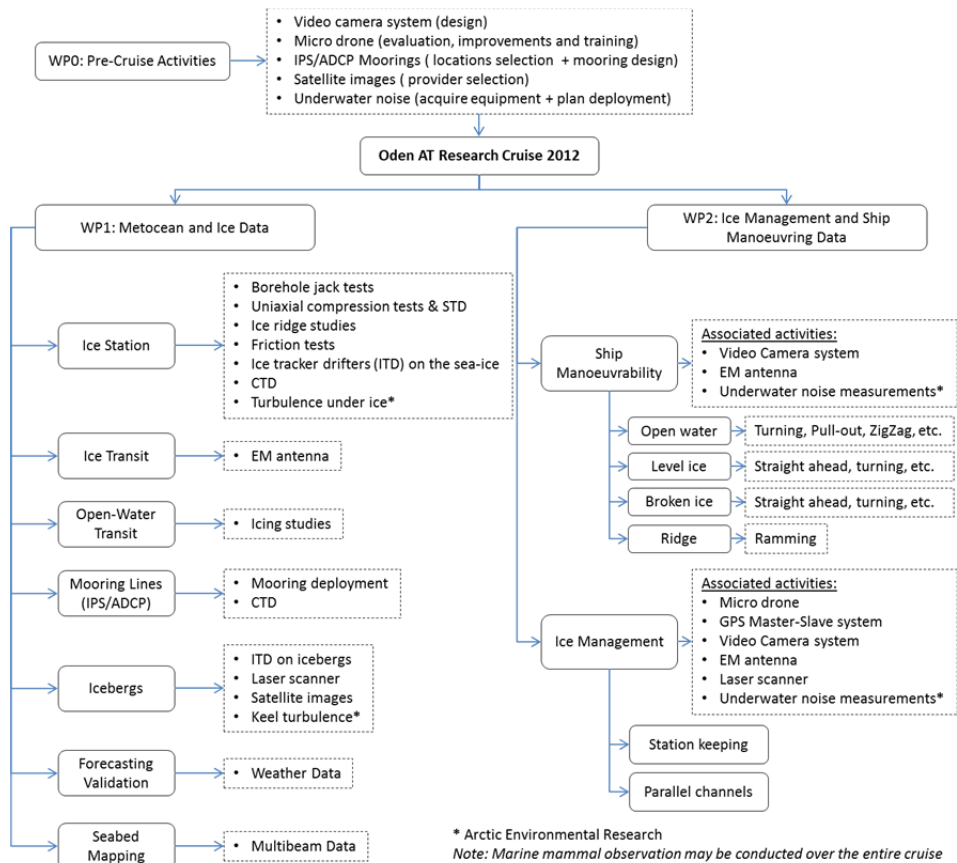 • Video camera system (design)
• Micro drone (evaluation, improvements and training)
WP0: Pre-Cruise Activities
• IPS/ADCP Moorings ( locations selection + mooring design)
• Satellite images ( provider selection)
• Underwater noise (acquire equipment + plan deployment)
Oden AT Research Cruise 2012
WP1: Metocean and Ice Data
Ice Station
• Borehole jack tests
• Uniaxial compression tests & STD
• Ice ridge studies
• Friction tests
• Ice tracker drifters (ITD) on the sea-ice
• CTD
• Turbulence under ice*
Ice Transit
• EM antenna
Open-Water
Transit
• Icing studies
Mooring Lines
(IPS/ADCP)
• Mooring deployment
• CTD
Icebergs
• ITD on icebergs
• Laser scanner
• Satellite images
• Keel turbulence*
Forecasting
Validation
• Weather Data
Seabed
Mapping
• Multibeam Data
WP2: Ice Management and Ship
Manoeuvring Data
Ship
Manoeuvrability
Associated activities:
• Video Camera system
• EM antenna
• Underwater noise measurements*
Open water
Turning, Pull-out, ZigZag, etc.
Level ice
Straight ahead, turning, etc.
Broken ice
Straight ahead, turning, etc.
Ridge
Ramming
Ice Management
Associated activities:
• Micro drone
• GPS Master-Slave system
• Video Camera system
• EM antenna
• Laser scanner
• Underwater noise measurements*
Station keeping
Parallel channels
* Arctic Environmental Research
Note: Marine mammal observation may be conducted over the entire cruise